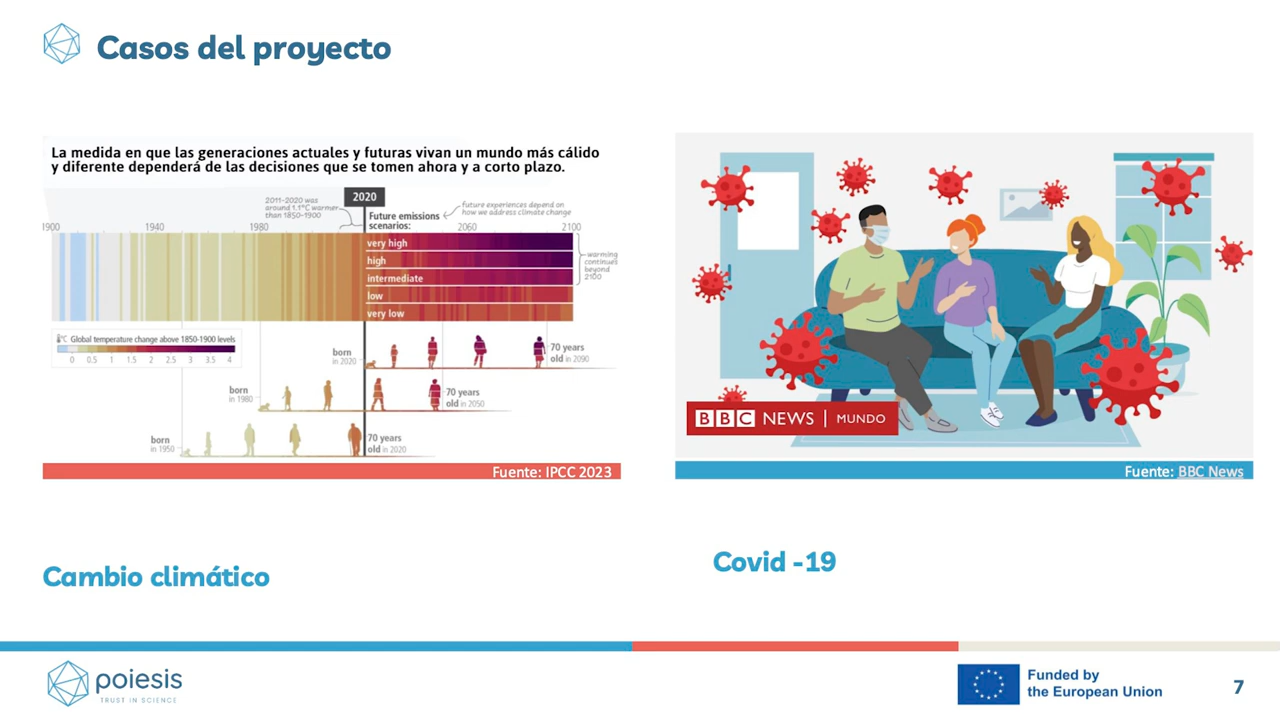 Casos del proyecto
La medida en que las generaciones actuales y futuras vivan un mundo más cálido
y diferente dependerá de las decisiones que se tomen ahora y a corto plazo.
2011-2020 was
around 1.1°C warmer
than 1850-1900
2020
future experiences depend on
how we address climate change
Future emissions
scenarios:
1900
1940
1980
2060
2100
very high
high
intermediate
low
very low
warming
continues
beyond
2100
°C Global temperature change above 1850-1900 levels
0 0.5 1 1.5 2 2.5 3 3.5 4
born
in 2020
70 years
old in 2090
born
in 1980
70 years
old in 2050
born
in 1950
70 years
old in 2020
Fuente: IPCC 2023
BBC NEWS | MUNDO
Fuente: BBC News
Cambio climático
Covid -19
poiesis
TRUST IN SCIENCE
Funded by
the European Union
7